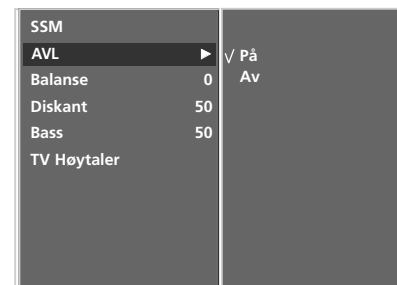 SSM
AVL ▶ √ På
Balanse 0 Av
Diskant 50
Bass 50
TV Høytaler